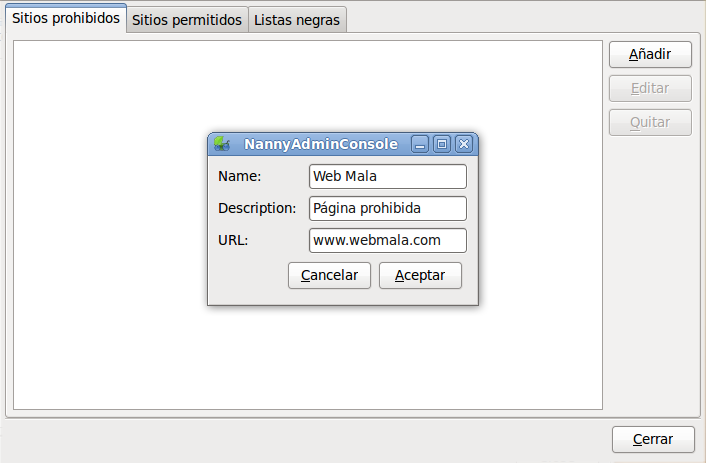 Sitios prohibidos
Sitios permitidos
Listas negras
Añadir
Editar
Quitar
NannyAdminConsole
Name:
Web Mala
Description:
Página prohibida
URL:
www.webmala.com
Cancelar
Aceptar
Cerrar